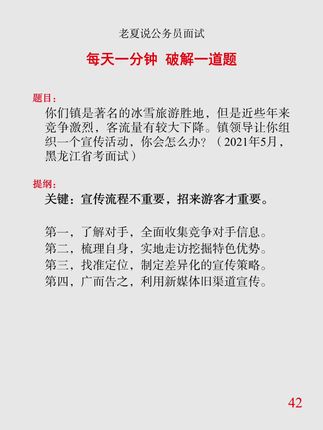 老夏说公务员面试
每天一分钟 破解一道题
题目：
你们镇是著名的冰雪旅游胜地，但是近些年来
竞争激烈，客流量有较大下降。镇领导让你组
织一个宣传活动，你会怎么办？（2021年5月，
黑龙江省考面试）
提纲：
关键：宣传流程不重要，招来游客才重要。
第一，了解对手，全面收集竞争对手信息。
第二，梳理自身，实地走访挖掘特色优势。
第三，找准定位，制定差异化的宣传策略。
第四，广而告之，利用新媒体旧渠道宣传。
42